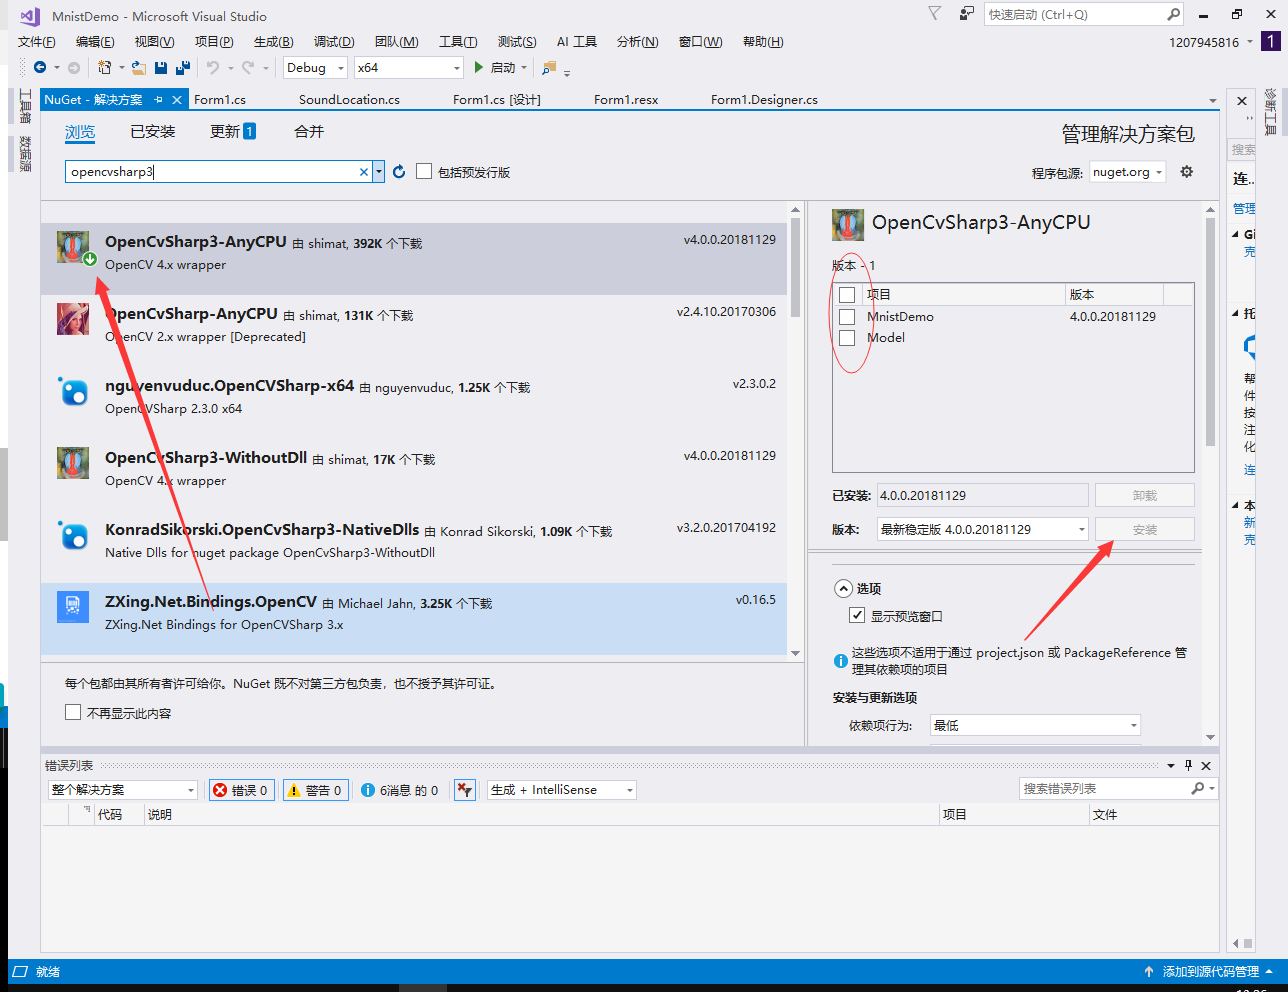 MnistDemo - Microsoft Visual Studio
快速启动 (Ctrl+Q)
文件(F) 编辑(E) 视图(V) 项目(P) 生成(B) 调试(D) 团队(M) 工具(T) 测试(S) AI 工具 分析(N) 窗口(W) 帮助(H)
1207945816
1
Debug x64 启动
工具箱
数据源
NuGet - 解决方案 Form1.cs SoundLocation.cs Form1.cs [设计] Form1.resx Form1.Designer.cs
诊断工具
浏览 已安装 更新 1 合并
管理解决方案包
opencvsharp3
包括预发行版
程序包源: nuget.org
OpenCvSharp3-AnyCPU 由 shimat, 392K 个下载 v4.0.0.20181129
OpenCV 4.x wrapper
OpenCvSharp-AnyCPU 由 shimat, 131K 个下载 v2.4.10.20170306
OpenCV 2.x wrapper [Deprecated]
nguyenvuduc.OpenCVSharp-x64 由 nguyenvuduc, 1.25K 个下载 v2.3.0.2
OpenCVSharp 2.3.0 x64
OpenCvSharp3-WithoutDll 由 shimat, 17K 个下载 v4.0.0.20181129
OpenCV 4.x wrapper
KonradSikorski.OpenCvSharp3-NativeDlls 由 Konrad Sikorski, 1.09K 个下载 v3.2.0.201704192
Native Dlls for nuget package OpenCvSharp3-WithoutDll
ZXing.Net.Bindings.OpenCV 由 Michael Jahn, 3.25K 个下载 v0.16.5
ZXing.Net Bindings for OpenCVSharp 3.x
每个包都由其所有者许可给你。NuGet 既不对第三方包负责，也不授予其许可证。
不再显示此内容
OpenCvSharp3-AnyCPU
版本 - 1
项目 版本
MnistDemo 4.0.0.20181129
Model
已安装: 4.0.0.20181129 卸载
版本: 最新稳定版 4.0.0.20181129 安装
选项
显示预览窗口
这些选项不适用于通过 project.json 或 PackageReference 管
理其依赖项的项目
安装与更新选项
依赖项行为: 最低
搜索
连...
管理
Gi
克
托
帮
件
按
注
化
连
本
新
克
错误列表
整个解决方案 错误 0 警告 0 6消息 的 0 生成 + IntelliSense 搜索错误列表
代码 说明 项目 文件
就绪 添加到源代码管理